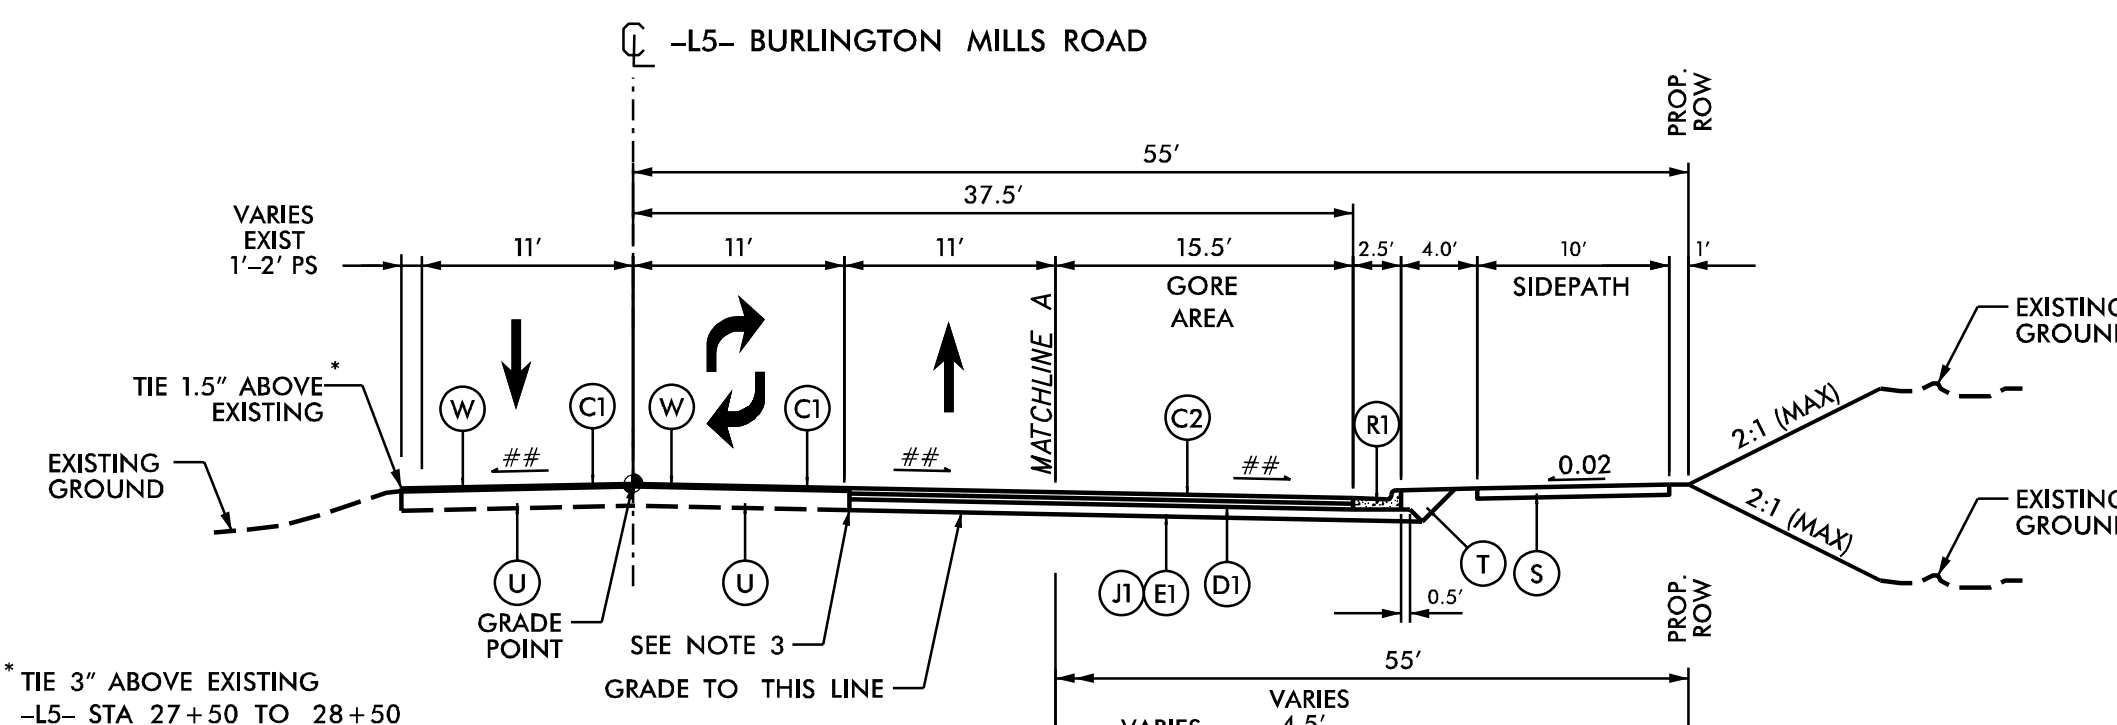 CL -L5- BURLINGTON MILLS ROAD
PROP. ROW
55'
37.5'
VARIES
EXIST
1'-2' PS
11'
11'
11'
15.5'
2.5'
4.0'
10'
1'
GORE
AREA
SIDEPATH
MATCHLINE A
EXISTING
GROUND
TIE 1.5" ABOVE *
EXISTING
W
C1
W
C1
C2
R1
2:1 (MAX)
EXISTING
GROUND
##
##
##
0.02
2:1 (MAX)
EXISTING
GROUND
U
U
J1
E1
D1
T
S
0.5'
GRADE
POINT
SEE NOTE 3
GRADE TO THIS LINE
PROP. ROW
55'
* TIE 3" ABOVE EXISTING
-L5- STA 27+50 TO 28+50
VARIES
4.5'
VARIES